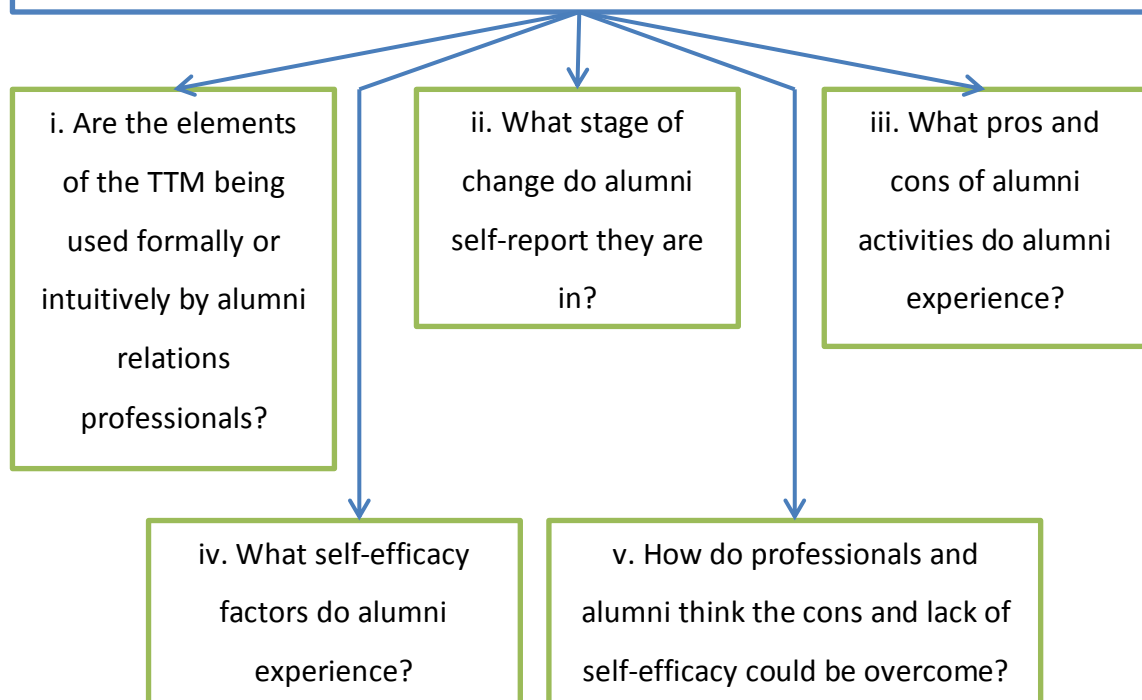 i. Are the elements
of the TTM being
used formally or
intuitively by alumni
relations
professionals?
ii. What stage of
change do alumni
self-report they are
in?
iii. What pros and
cons of alumni
activities do alumni
experience?
iv. What self-efficacy
factors do alumni
experience?
v. How do professionals and
alumni think the cons and lack of
self-efficacy could be overcome?